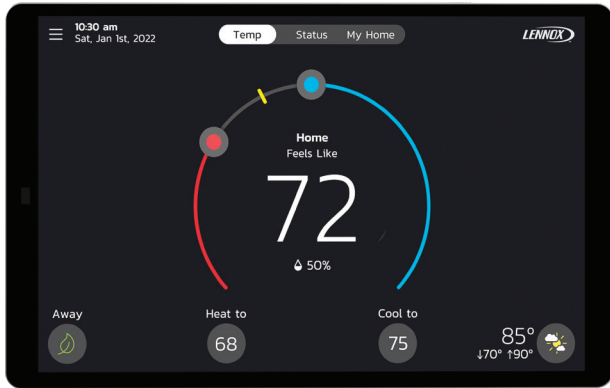 10:30 am
Sat, Jan 1st, 2022
Temp Status My Home
LENNOX
Home
Feels Like
72
50%
Away
Heat to
68
Cool to
75
85°
↓70° ↑90°